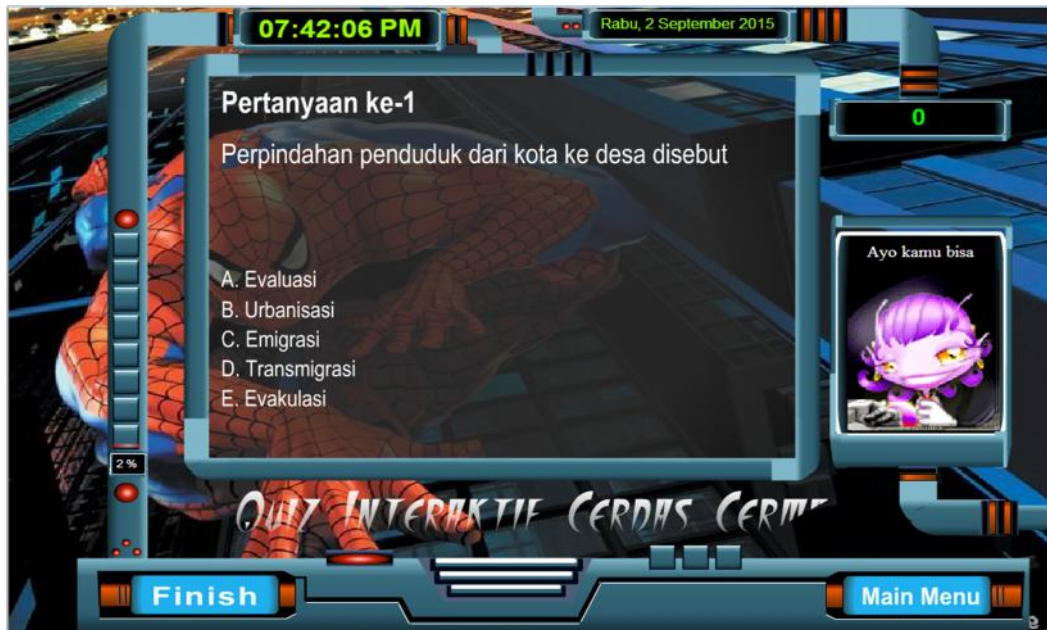 07:42:06 PM
Rabu, 2 September 2015
0
Pertanyaan ke-1
Perpindahan penduduk dari kota ke desa disebut
A. Evaluasi
B. Urbanisasi
C. Emigrasi
D. Transmigrasi
E. Evakulasi
Ayo kamu bisa
2 %
Quiz Interaktif Cerdas
Finish
Main Menu